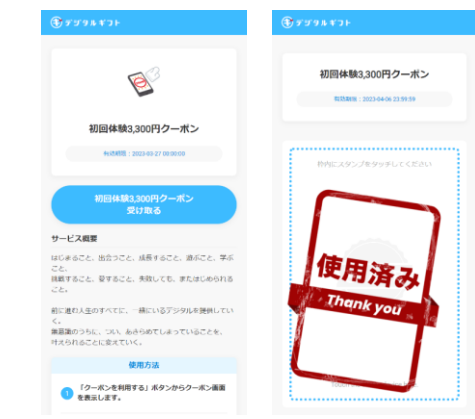 デジタルギフト
初回体験3,300円クーポン
有効期限：2023-03-27 00:00:00
初回体験3,300円クーポン
受け取る
サービス概要
はじまること、出会うこと、成長すること、遊ぶこと、学ぶ
こと、
挑戦すること、愛すること、失敗しても、またはじめられる
こと。
前に進む人生のすべてに、一緒にいるデジタルを提供してい
く。
無意識のうちに、つい、あきらめてしまっていることを、
叶えられることに変えていく。
使用方法
1 「クーポンを利用する」ボタンからクーポン画面
を表示します。
デジタルギフト
初回体験3,300円クーポン
有効期限：2023-04-06 23:59:59
枠内にスタンプをタッチしてください
使用済み
Thank you